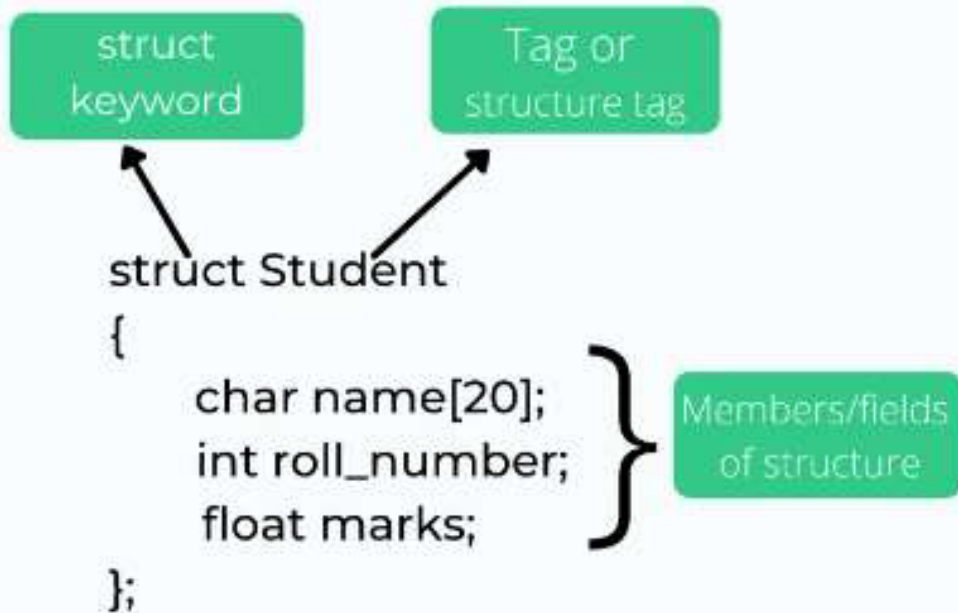 struct
keyword
Tag or
structure tag
struct Student
{
char name[20];
int roll_number;
float marks;
Members/fields
of structure
};